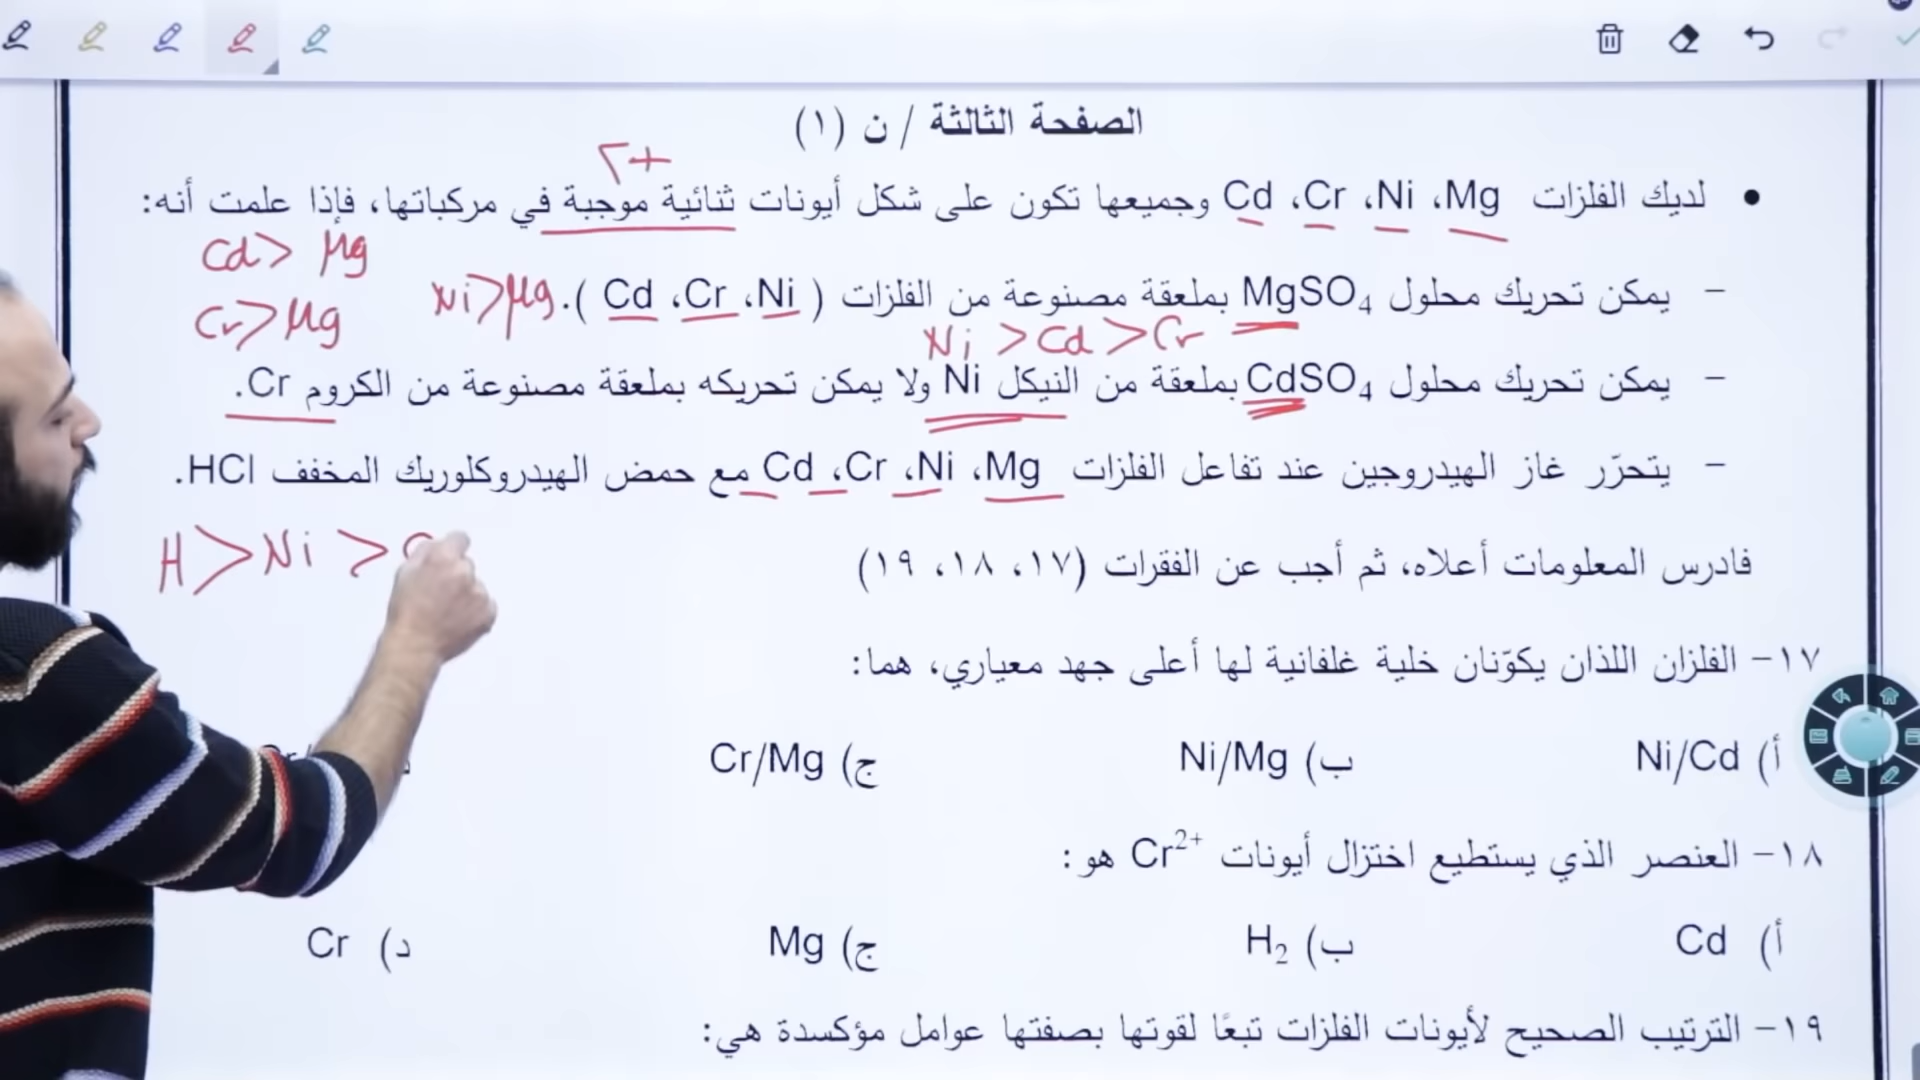 الصفحة الثالثة / ن (١)
٢+
• لديك الفلزات Cd ،Cr ،Ni ،Mg وجميعها تكون على شكل أيونات ثنائية موجبة في مركباتها، فإذا علمت أنه:
Cd > Mg
– يمكن تحريك محلول MgSO₄ بملعقة مصنوعة من الفلزات ( Cd ،Cr ،Ni ).
Ni > Mg
Cr > Mg
Ni > Cd > Cr
– يمكن تحريك محلول CdSO₄ بملعقة من النيكل Ni ولا يمكن تحريكه بملعقة مصنوعة من الكروم Cr.
– يتحرّر غاز الهيدروجين عند تفاعل الفلزات Cd ،Cr ،Ni ،Mg مع حمض الهيدروكلوريك المخفف HCl.
H > Ni >
فادرس المعلومات أعلاه، ثم أجب عن الفقرات (١٧، ١٨، ١٩)
١٧– الفلزان اللذان يكوّنان خلية غلفانية لها أعلى جهد معياري، هما:
أ) Ni/Cd ب) Ni/Mg ج) Cr/Mg
١٨– العنصر الذي يستطيع اختزال أيونات Cr²⁺ هو:
أ) Cd ب) H₂ ج) Mg د) Cr
١٩– الترتيب الصحيح لأيونات الفلزات تبعًا لقوتها بصفتها عوامل مؤكسدة هي: